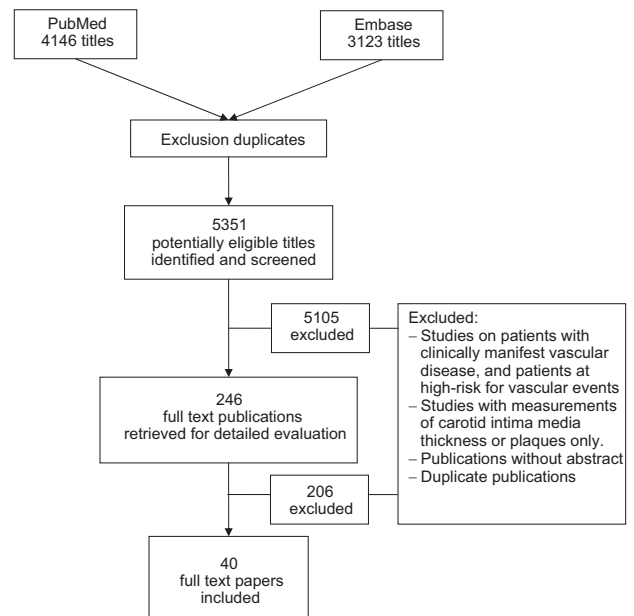 PubMed
4146 titles
Embase
3123 titles
Exclusion duplicates
5351
potentially eligible titles
identified and screened
5105
excluded
Excluded:
– Studies on patients with
clinically manifest vascular
disease, and patients at
high-risk for vascular events
– Studies with measurements
of carotid intima media
thickness or plaques only.
– Publications without abstract
– Duplicate publications
246
full text publications
retrieved for detailed evaluation
206
excluded
40
full text papers
included